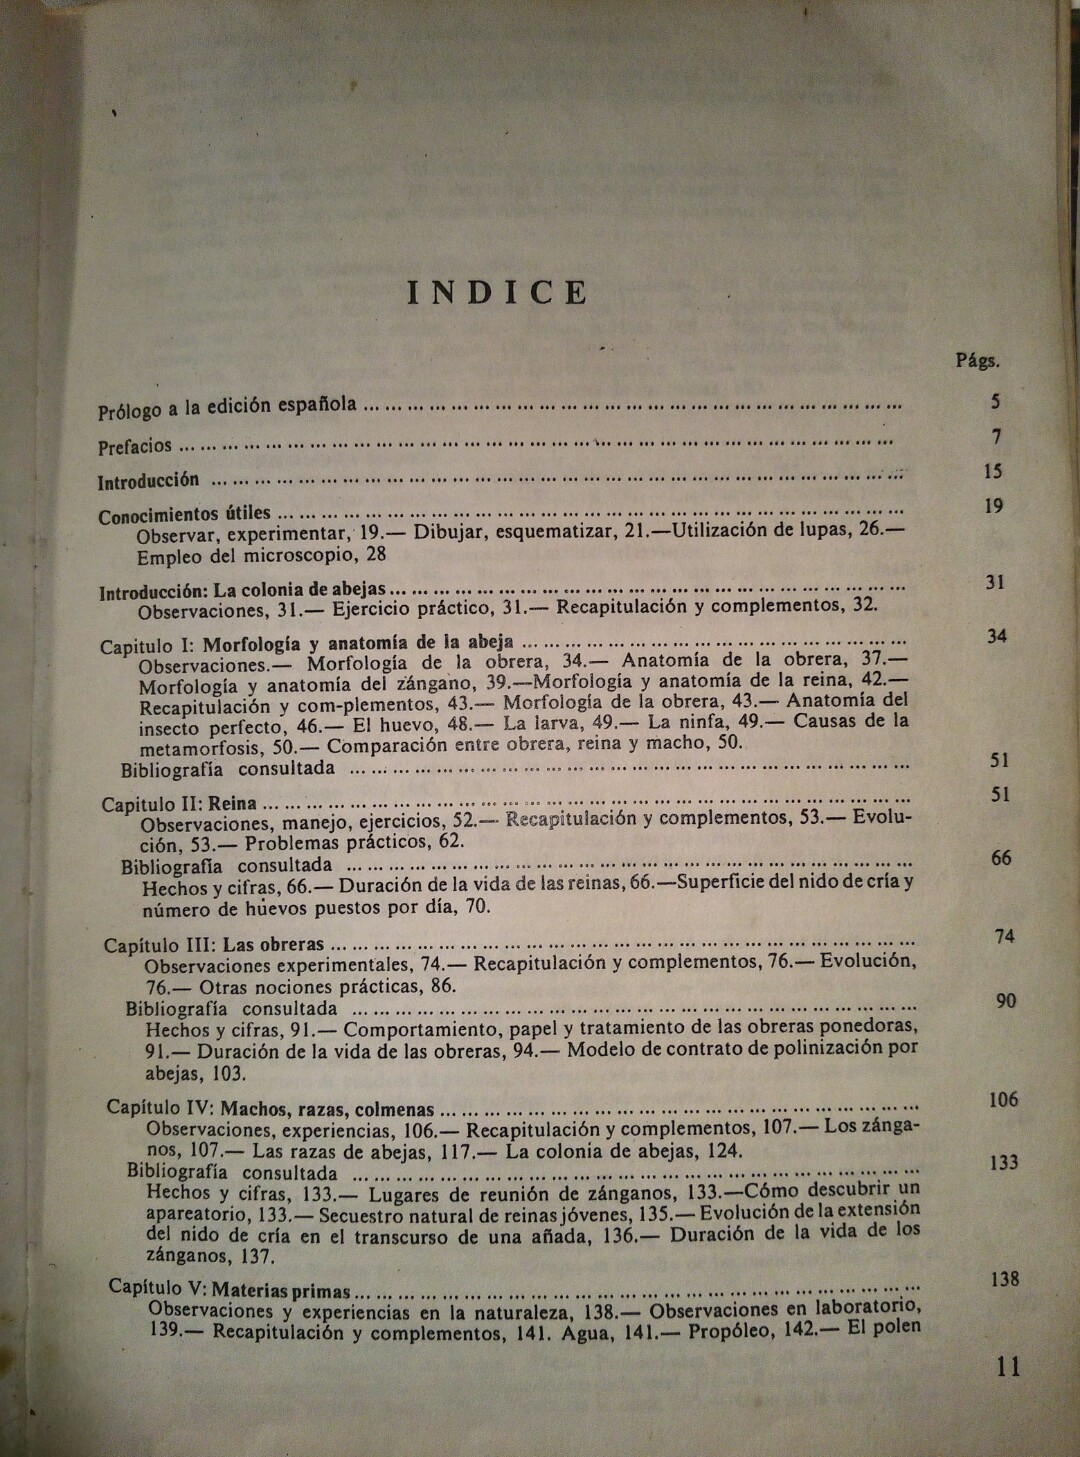 INDICE
Págs.
Prólogo a la edición española ... 5
Prefacios ... 7
Introducción ... 15
Conocimientos útiles ... 19
Observar, experimentar, 19.— Dibujar, esquematizar, 21.—Utilización de lupas, 26.—
Empleo del microscopio, 28
Introducción: La colonia de abejas ... 31
Observaciones, 31.— Ejercicio práctico, 31.— Recapitulación y complementos, 32.
Capitulo I: Morfología y anatomía de la abeja ... 34
Observaciones.— Morfología de la obrera, 34.— Anatomía de la obrera, 37.—
Morfología y anatomía del zángano, 39.—Morfología y anatomía de la reina, 42.—
Recapitulación y com-plementos, 43.— Morfología de la obrera, 43.— Anatomía del
insecto perfecto, 46.— El huevo, 48.— La larva, 49.— La ninfa, 49.— Causas de la
metamorfosis, 50.— Comparación entre obrera, reina y macho, 50.
Bibliografía consultada ... 51
Capitulo II: Reina ... 51
Observaciones, manejo, ejercicios, 52.— Recapitulación y complementos, 53.— Evolu-
ción, 53.— Problemas prácticos, 62.
Bibliografía consultada ... 66
Hechos y cifras, 66.— Duración de la vida de las reinas, 66.—Superficie del nido de cría y
número de huevos puestos por día, 70.
Capítulo III: Las obreras ... 74
Observaciones experimentales, 74.— Recapitulación y complementos, 76.— Evolución,
76.— Otras nociones prácticas, 86.
Bibliografía consultada ... 90
Hechos y cifras, 91.— Comportamiento, papel y tratamiento de las obreras ponedoras,
91.— Duración de la vida de las obreras, 94.— Modelo de contrato de polinización por
abejas, 103.
Capítulo IV: Machos, razas, colmenas ... 106
Observaciones, experiencias, 106.— Recapitulación y complementos, 107.— Los zánga-
nos, 107.— Las razas de abejas, 117.— La colonia de abejas, 124.
Bibliografía consultada ... 133
Hechos y cifras, 133.— Lugares de reunión de zánganos, 133.—Cómo descubrir un
apareatorio, 133.— Secuestro natural de reinas jóvenes, 135.— Evolución de la extensión
del nido de cría en el transcurso de una añada, 136.— Duración de la vida de los
zánganos, 137.
Capítulo V: Materias primas ... 138
Observaciones y experiencias en la naturaleza, 138.— Observaciones en laboratorio,
139.— Recapitulación y complementos, 141. Agua, 141.— Propóleo, 142.— El polen
11